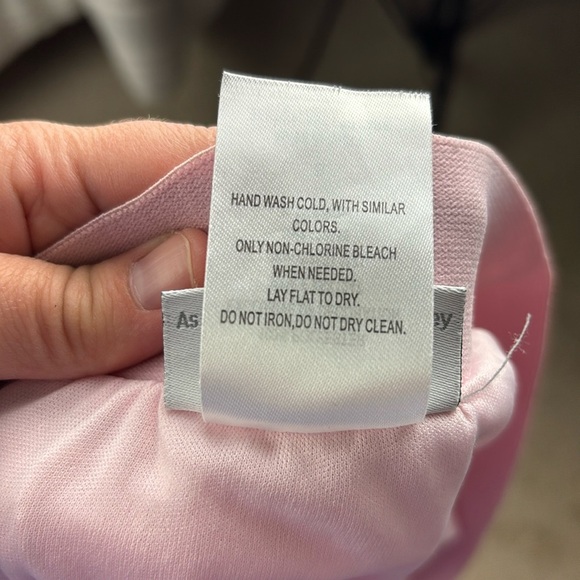 HAND WASH COLD, WITH SIMILAR
COLORS.
ONLY NON-CHLORINE BLEACH
WHEN NEEDED.
LAY FLAT TO DRY.
DO NOT IRON,DO NOT DRY CLEAN.
As
ey